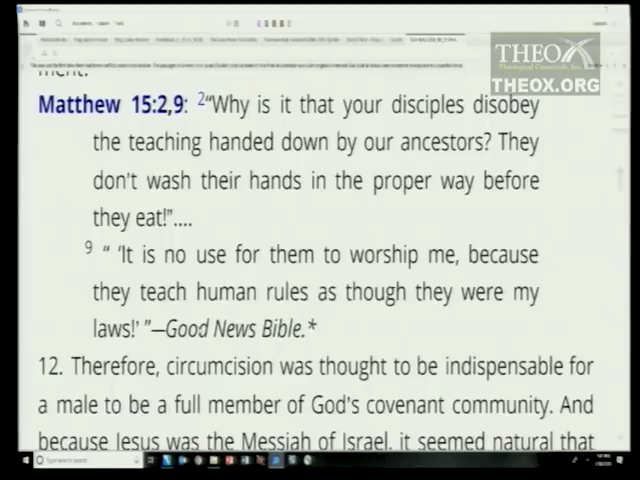 THEOX
THEOX.ORG
ment.
Matthew 15:2,9: 2“Why is it that your disciples disobey
the teaching handed down by our ancestors? They
don't wash their hands in the proper way before
they eat!”....
9 “ ‘It is no use for them to worship me, because
they teach human rules as though they were my
laws!’ ”—Good News Bible.*
12. Therefore, circumcision was thought to be indispensable for
a male to be a full member of God's covenant community. And
because Jesus was the Messiah of Israel, it seemed natural that